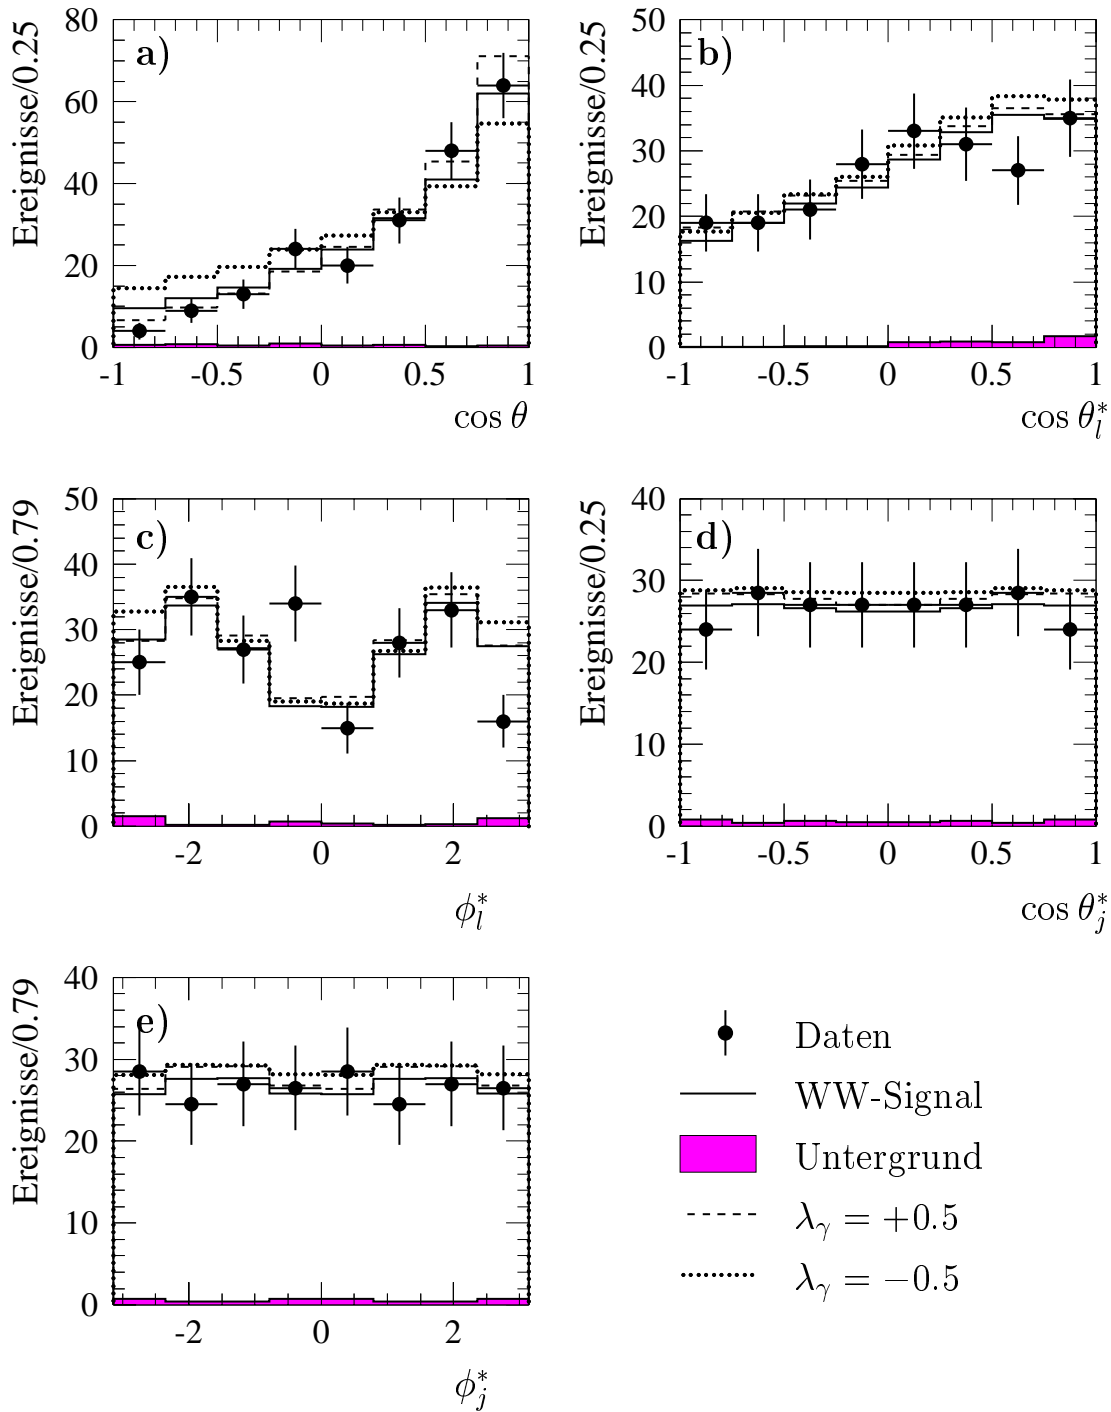 Ereignisse/0.25
a)
80
60
40
20
0
-1 -0.5 0 0.5 1
cos θ
Ereignisse/0.25
b)
50
40
30
20
10
0
-1 -0.5 0 0.5 1
cos θ_l^*
Ereignisse/0.79
c)
50
40
30
20
10
0
-2 0 2
ϕ_l^*
Ereignisse/0.25
d)
40
30
20
10
0
-1 -0.5 0 0.5 1
cos θ_j^*
Ereignisse/0.79
e)
40
30
20
10
0
-2 0 2
ϕ_j^*
Daten
WW-Signal
Untergrund
λ_γ = +0.5
λ_γ = −0.5